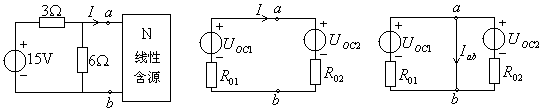 3Ω I a N
15V 6Ω 线性
含源
b
I a
U_OC1 U_OC2
R_01 R_02
b
a
U_OC1 I_ab U_OC2
R_01 R_02
b